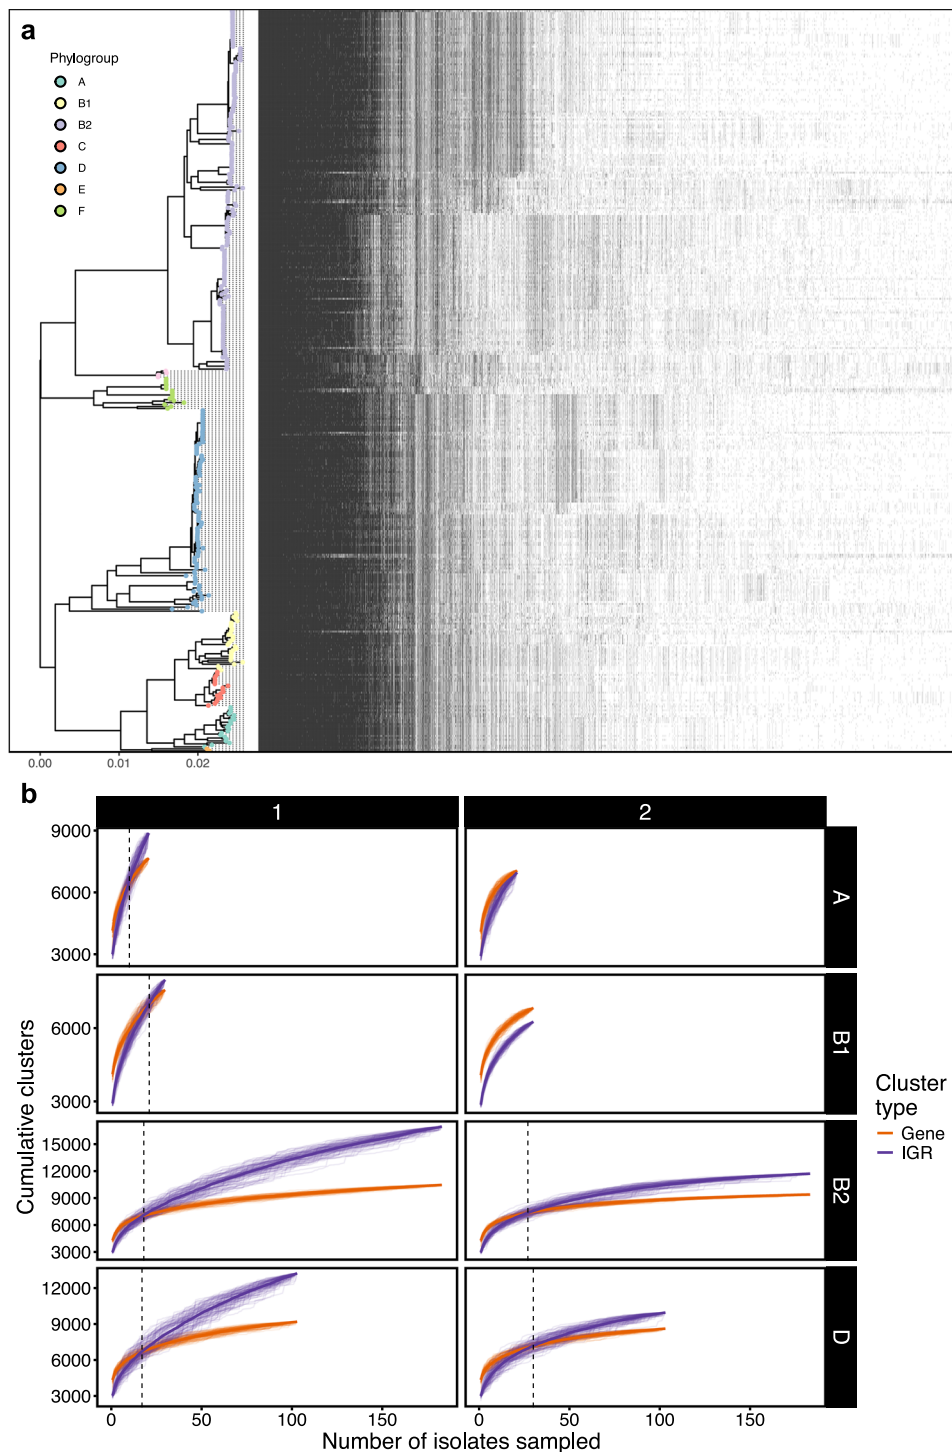 a
Phylogroup
A
B1
B2
C
D
E
F
0.00 0.01 0.02
b
1 2
Cumulative clusters
9000
6000
3000
A
6000
3000
B1
15000
12000
9000
6000
3000
B2
12000
9000
6000
3000
D
0 50 100 150 0 50 100 150
Number of isolates sampled
Cluster
type
Gene
IGR